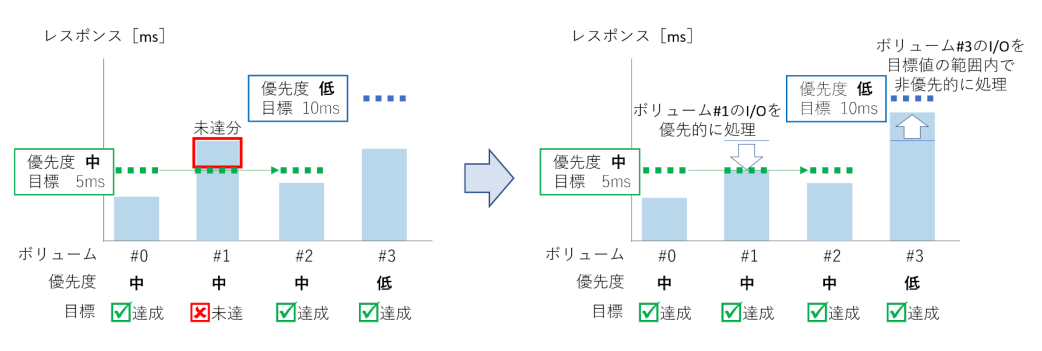 レスポンス［ms］
優先度 低
目標 10ms
未達分
優先度 中
目標 5ms
ボリューム #0 #1 #2 #3
優先度 中 中 中 低
目標 達成 未達 達成 達成
レスポンス［ms］
ボリューム#3のI/Oを
目標値の範囲内で
非優先的に処理
優先度 低
目標 10ms
ボリューム#1のI/Oを
優先的に処理
優先度 中
目標 5ms
ボリューム #0 #1 #2 #3
優先度 中 中 中 低
目標 達成 達成 達成 達成